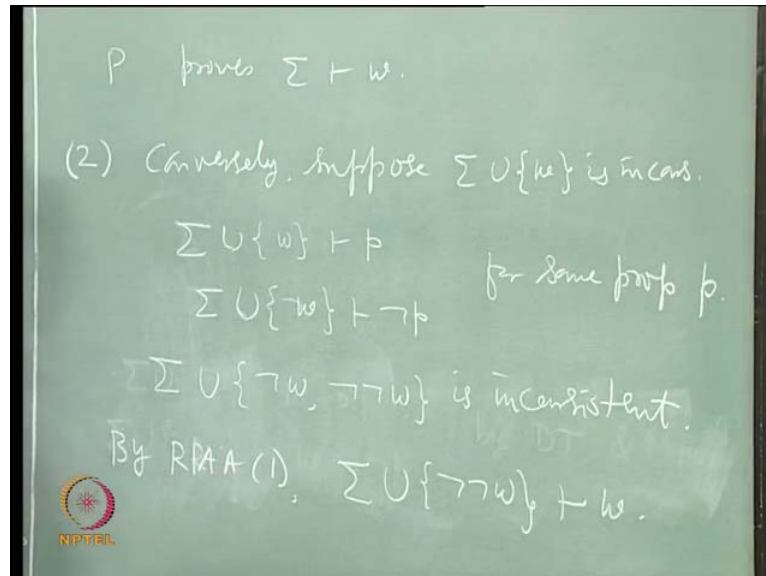 P proves Σ ⊢ w.
(2) Conversely, suppose Σ ∪ {w} is incons.
Σ ∪ {w} ⊢ p
for some prop p.
Σ ∪ {¬w} ⊢ ¬p
Σ ∪ {¬w, ¬¬w} is inconsistent.
By RPAA(1), Σ ∪ {¬¬w} ⊢ w.
NPTEL